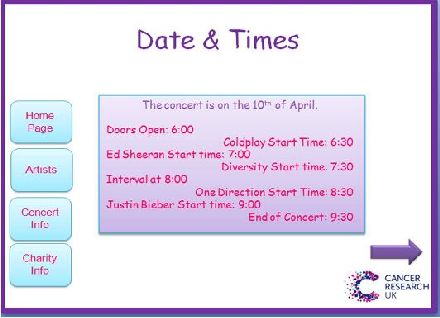 Date & Times
Home
Page
Artists
Concert
Info
Charity
Info
The concert is on the 10th of April.
Doors Open: 6:00
Coldplay Start Time: 6:30
Ed Sheeran Start time: 7:00
Diversity Start time: 7:30
Interval at 8:00
One Direction Start Time: 8:30
Justin Bieber Start time: 9:00
End of Concert: 9:30
CANCER
RESEARCH
UK